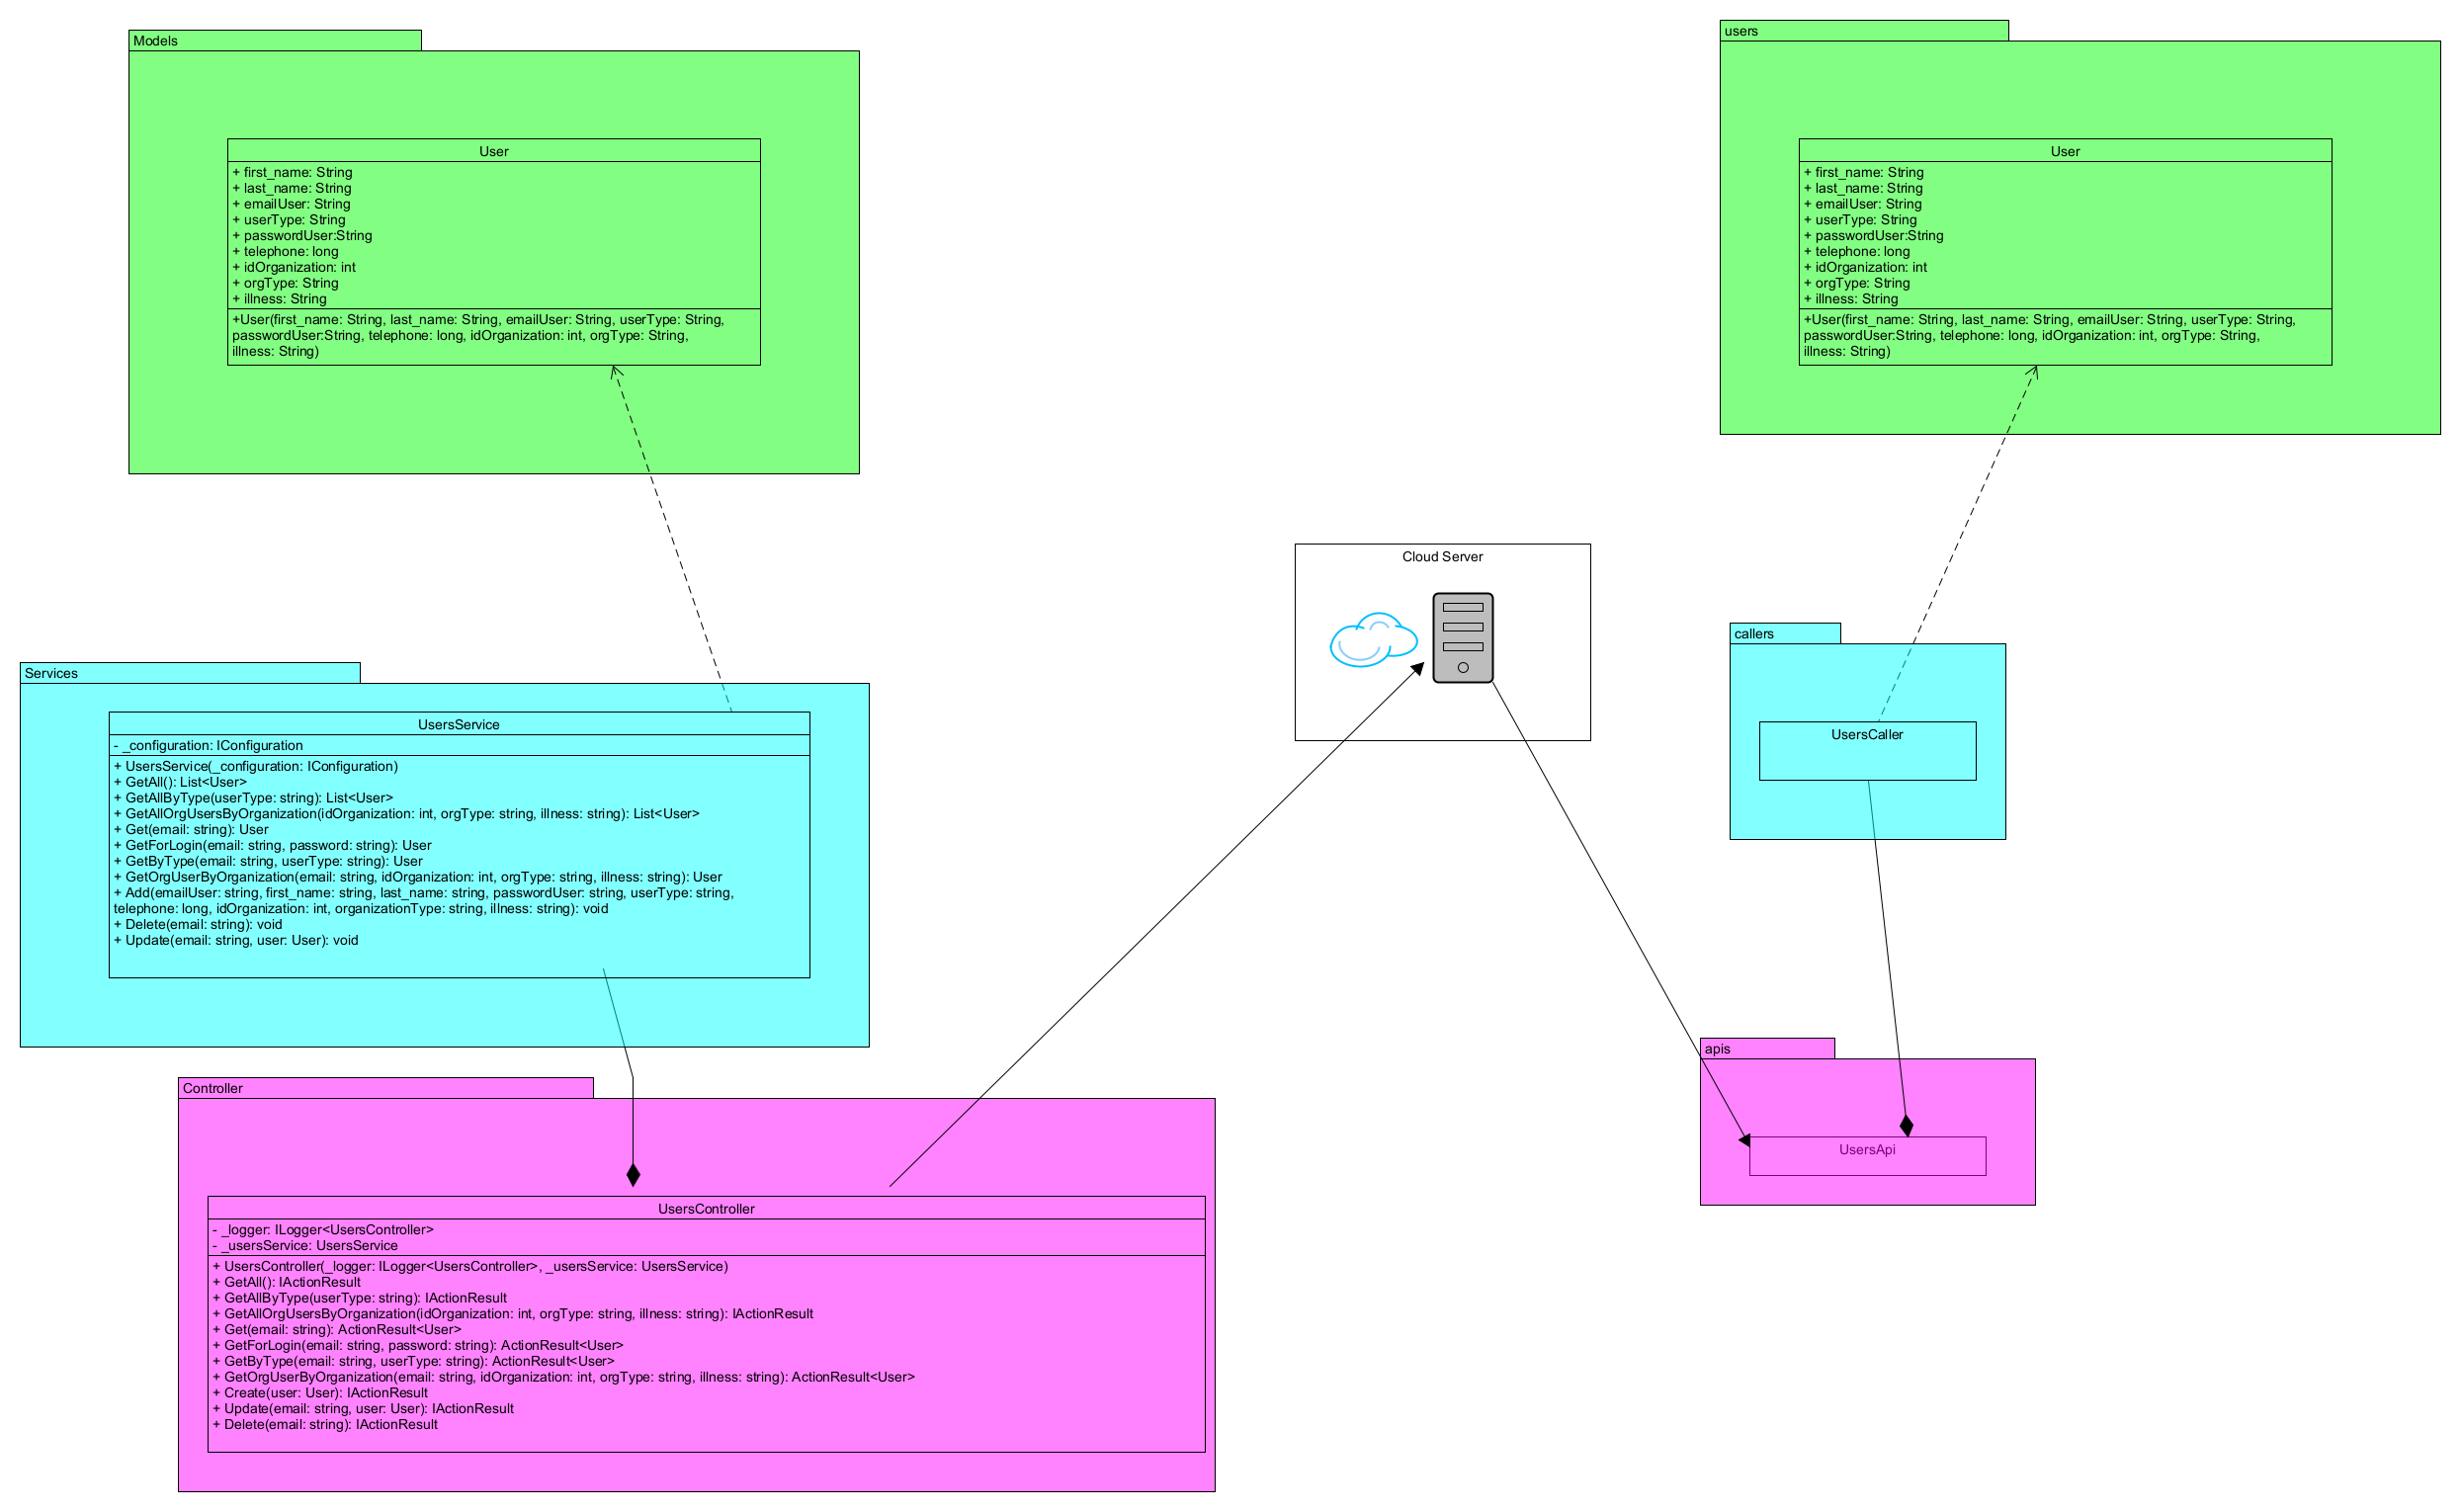 Models
User
+ first_name: String
+ last_name: String
+ emailUser: String
+ userType: String
+ passwordUser:String
+ telephone: long
+ idOrganization: int
+ orgType: String
+ illness: String
+User(first_name: String, last_name: String, emailUser: String, userType: String,
passwordUser:String, telephone: long, idOrganization: int, orgType: String,
illness: String)
users
User
+ first_name: String
+ last_name: String
+ emailUser: String
+ userType: String
+ passwordUser:String
+ telephone: long
+ idOrganization: int
+ orgType: String
+ illness: String
+User(first_name: String, last_name: String, emailUser: String, userType: String,
passwordUser:String, telephone: long, idOrganization: int, orgType: String,
illness: String)
Cloud Server
Services
UsersService
- _configuration: IConfiguration
+ UsersService(_configuration: IConfiguration)
+ GetAll(): List<User>
+ GetAllByType(userType: string): List<User>
+ GetAllOrgUsersByOrganization(idOrganization: int, orgType: string, illness: string): List<User>
+ Get(email: string): User
+ GetForLogin(email: string, password: string): User
+ GetByType(email: string, userType: string): User
+ GetOrgUserByOrganization(email: string, idOrganization: int, orgType: string, illness: string): User
+ Add(emailUser: string, first_name: string, last_name: string, passwordUser: string, userType: string,
telephone: long, idOrganization: int, organizationType: string, illness: string): void
+ Delete(email: string): void
+ Update(email: string, user: User): void
callers
UsersCaller
Controller
UsersController
- _logger: ILogger<UsersController>
- _usersService: UsersService
+ UsersController(_logger: ILogger<UsersController>, _usersService: UsersService)
+ GetAll(): IActionResult
+ GetAllByType(userType: string): IActionResult
+ GetAllOrgUsersByOrganization(idOrganization: int, orgType: string, illness: string): IActionResult
+ Get(email: string): ActionResult<User>
+ GetForLogin(email: string, password: string): ActionResult<User>
+ GetByType(email: string, userType: string): ActionResult<User>
+ GetOrgUserByOrganization(email: string, idOrganization: int, orgType: string, illness: string): ActionResult<User>
+ Create(user: User): IActionResult
+ Update(email: string, user: User): IActionResult
+ Delete(email: string): IActionResult
apis
UsersApi